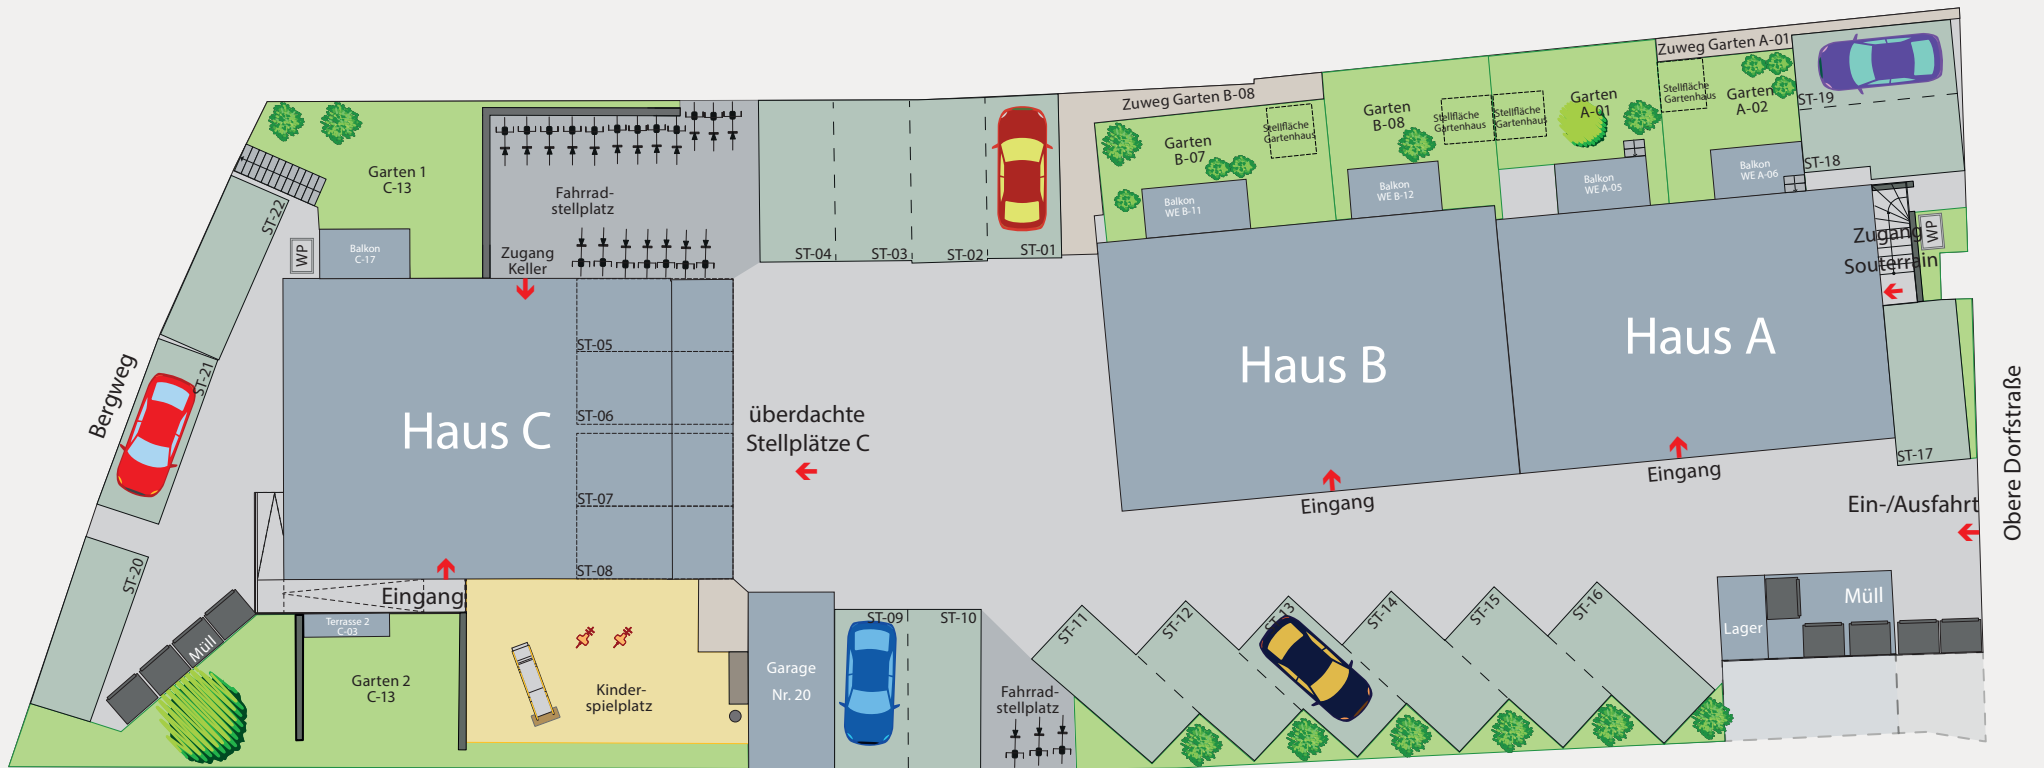 Zuweg Garten A-01
ST-19
Zuweg Garten B-08
Garten
B-07
Stellfläche
Gartenhaus
Garten
B-08
Stellfläche
Gartenhaus
Stellfläche
Gartenhaus
Garten
A-01
Stellfläche
Gartenhaus
Garten
A-02
ST-18
Balkon
WE B-11
Balkon
WE B-12
Balkon
WE A-05
Balkon
WE A-06
Garten 1
C-13
Fahrrad-
stellplatz
Zugang
Keller
ST-22
WP
Balkon
C-17
ST-04
ST-03
ST-02
ST-01
Zugang
Souterrain
WP
Haus A
Haus B
Haus C
ST-05
ST-06
ST-07
ST-08
überdachte
Stellplätze C
Bergweg
ST-21
ST-20
ST-17
Eingang
Eingang
Ein-/Ausfahrt
Obere Dorfstraße
Eingang
Müll
Terrasse 2
C-03
Garten 2
C-13
Kinder-
spielplatz
Garage
Nr. 20
ST-09
ST-10
Fahrrad-
stellplatz
ST-11
ST-12
ST-13
ST-14
ST-15
ST-16
Lager
Müll